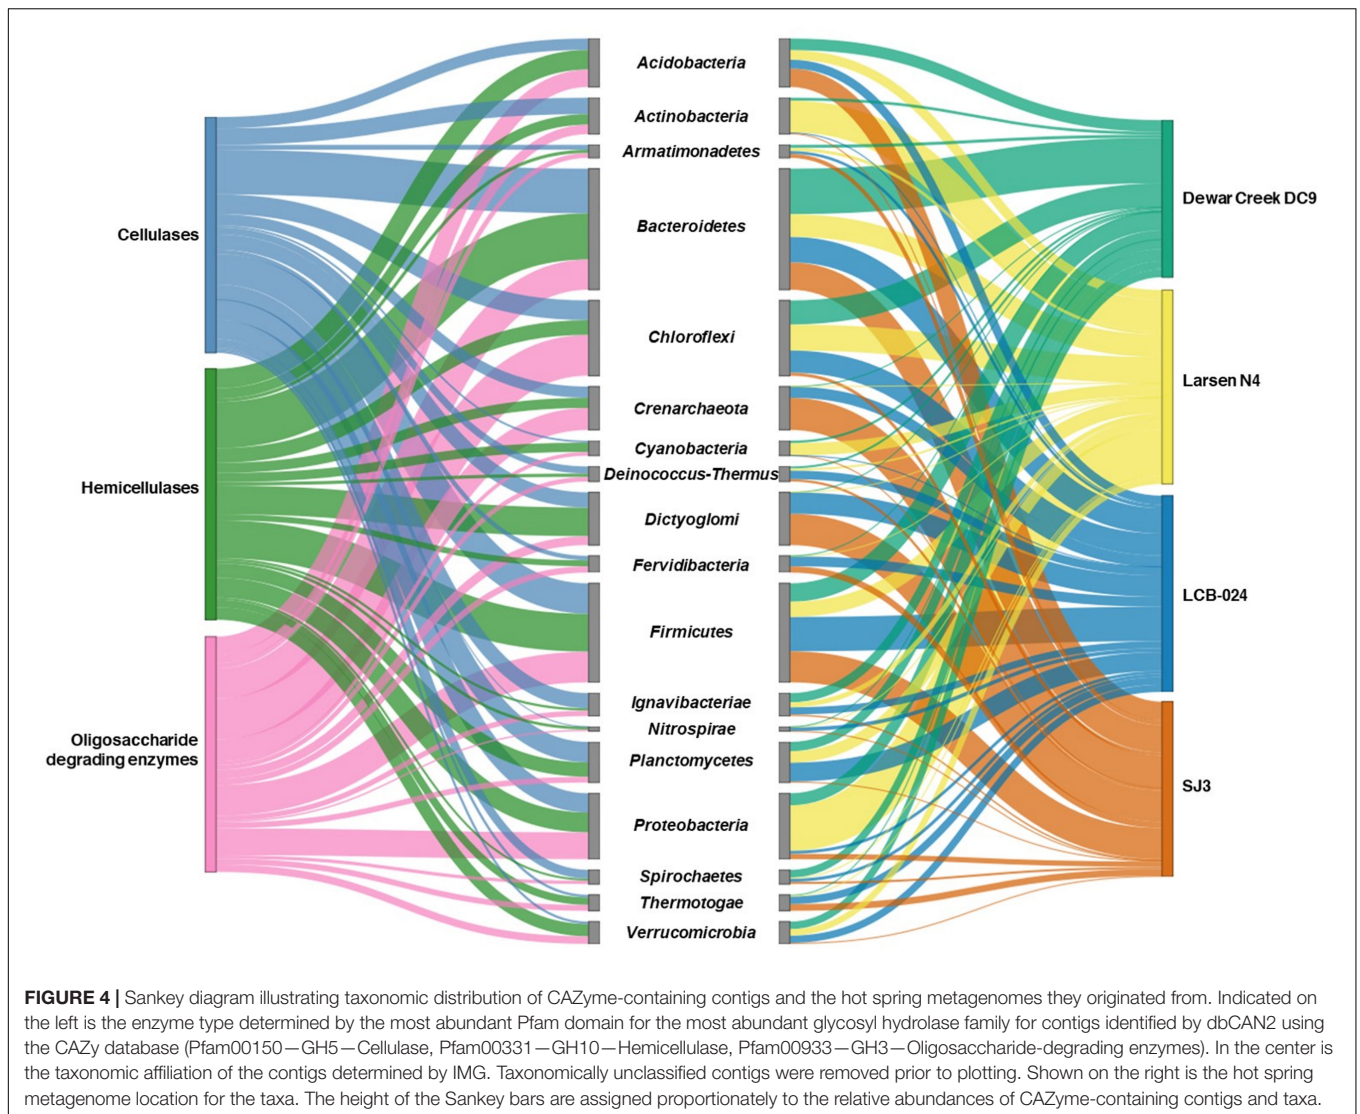 Cellulases
Hemicellulases
Oligosaccharide
degrading enzymes
Acidobacteria
Actinobacteria
Armatimonadetes
Bacteroidetes
Chloroflexi
Crenarchaeota
Cyanobacteria
Deinococcus-Thermus
Dictyoglomi
Fervidibacteria
Firmicutes
Ignavibacteriae
Nitrospirae
Planctomycetes
Proteobacteria
Spirochaetes
Thermotogae
Verrucomicrobia
Dewar Creek DC9
Larsen N4
LCB-024
SJ3
FIGURE 4 | Sankey diagram illustrating taxonomic distribution of CAZyme-containing contigs and the hot spring metagenomes they originated from. Indicated on
the left is the enzyme type determined by the most abundant Pfam domain for the most abundant glycosyl hydrolase family for contigs identified by dbCAN2 using
the CAZy database (Pfam00150—GH5—Cellulase, Pfam00331—GH10—Hemicellulase, Pfam00933—GH3—Oligosaccharide-degrading enzymes). In the center is
the taxonomic affiliation of the contigs determined by IMG. Taxonomically unclassified contigs were removed prior to plotting. Shown on the right is the hot spring
metagenome location for the taxa. The height of the Sankey bars are assigned proportionately to the relative abundances of CAZyme-containing contigs and taxa.